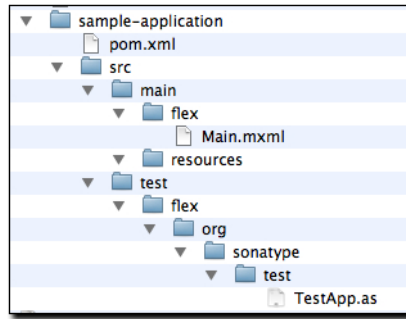 sample-application
pom.xml
src
main
flex
Main.mxml
resources
test
flex
org
sonatype
test
TestApp.as